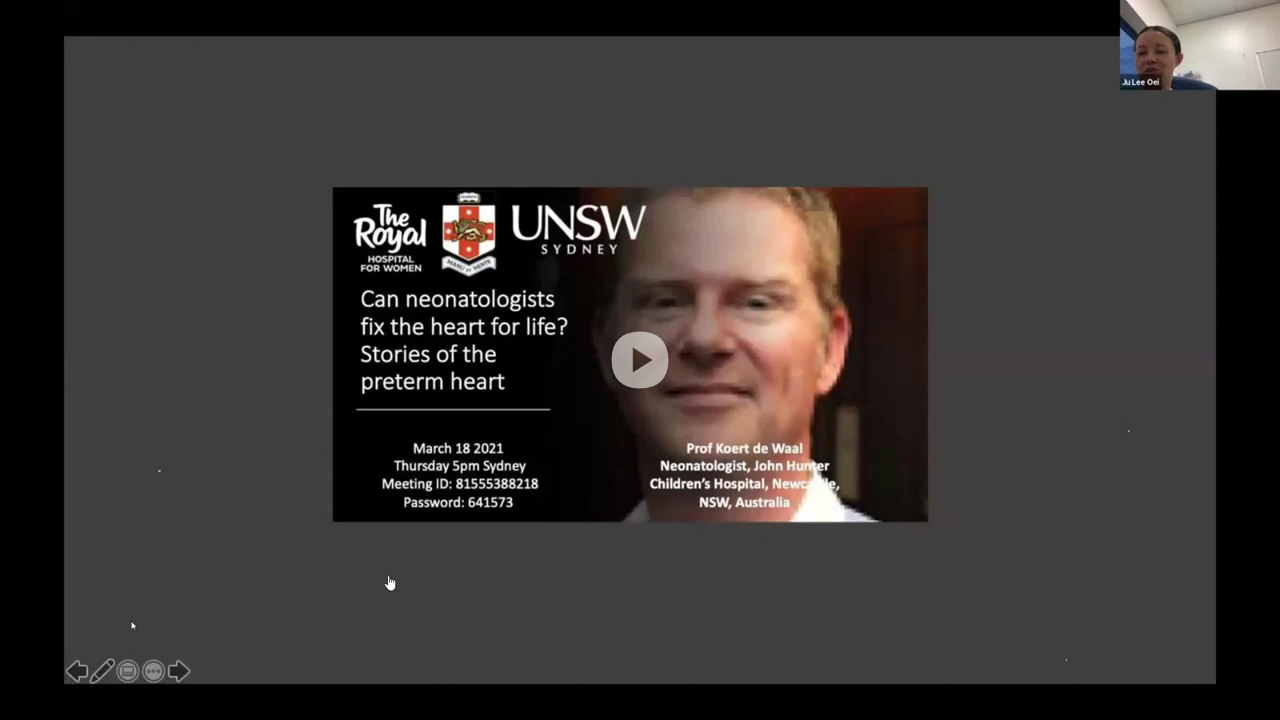 Ju Lee Oei
The
Royal
HOSPITAL
FOR WOMEN
UNSW
SYDNEY
Can neonatologists
fix the heart for life?
Stories of the
preterm heart
March 18 2021
Thursday 5pm Sydney
Meeting ID: 81555388218
Password: 641573
Prof Koert de Waal
Neonatologist, John Hunter
Children's Hospital, Newcastle,
NSW, Australia